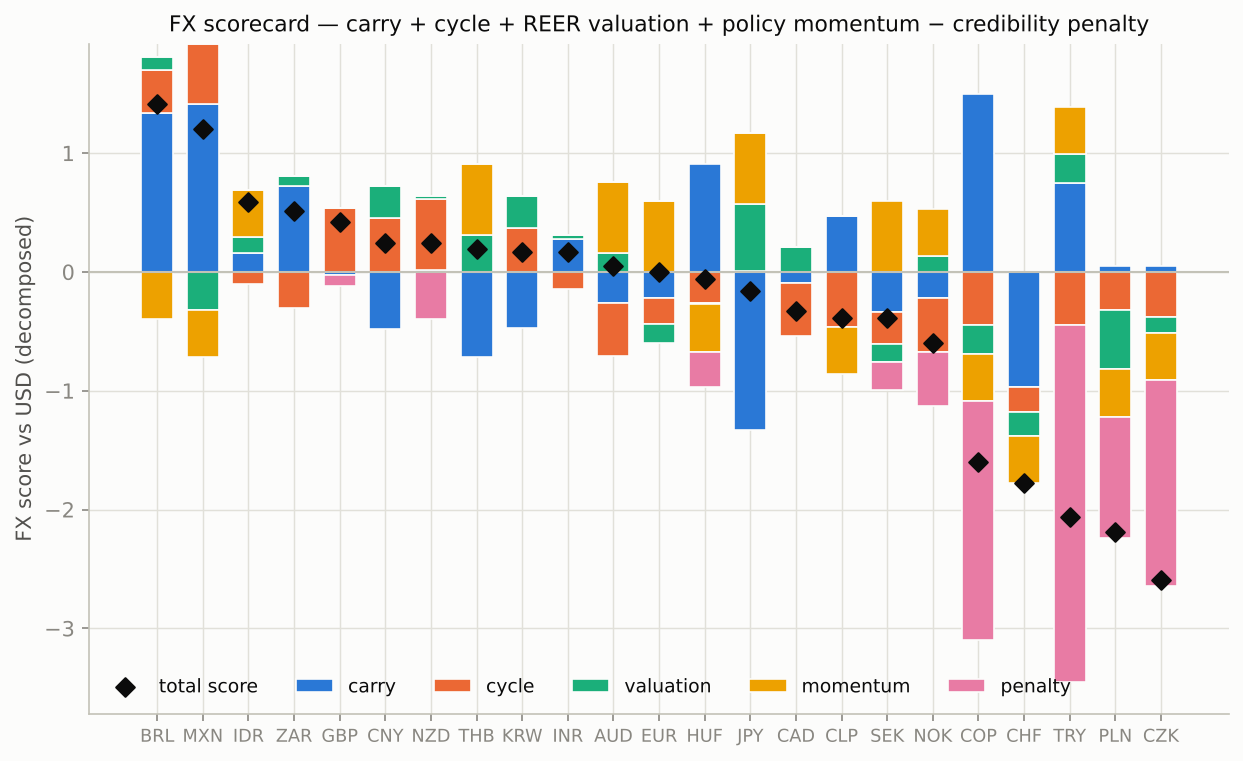 FX scorecard — carry + cycle + REER valuation + policy momentum − credibility penalty
FX score vs USD (decomposed)
1
0
−1
−2
−3
total score carry cycle valuation momentum penalty
BRL MXN IDR ZAR GBP CNY NZD THB KRW INR AUD EUR HUF JPY CAD CLP SEK NOK COP CHF TRY PLN CZK